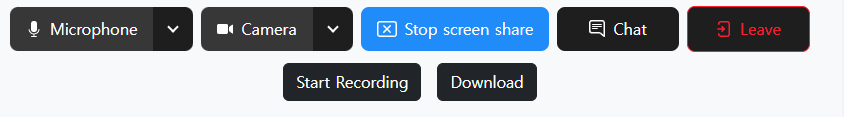 Microphone Camera Stop screen share Chat Leave
Start Recording Download